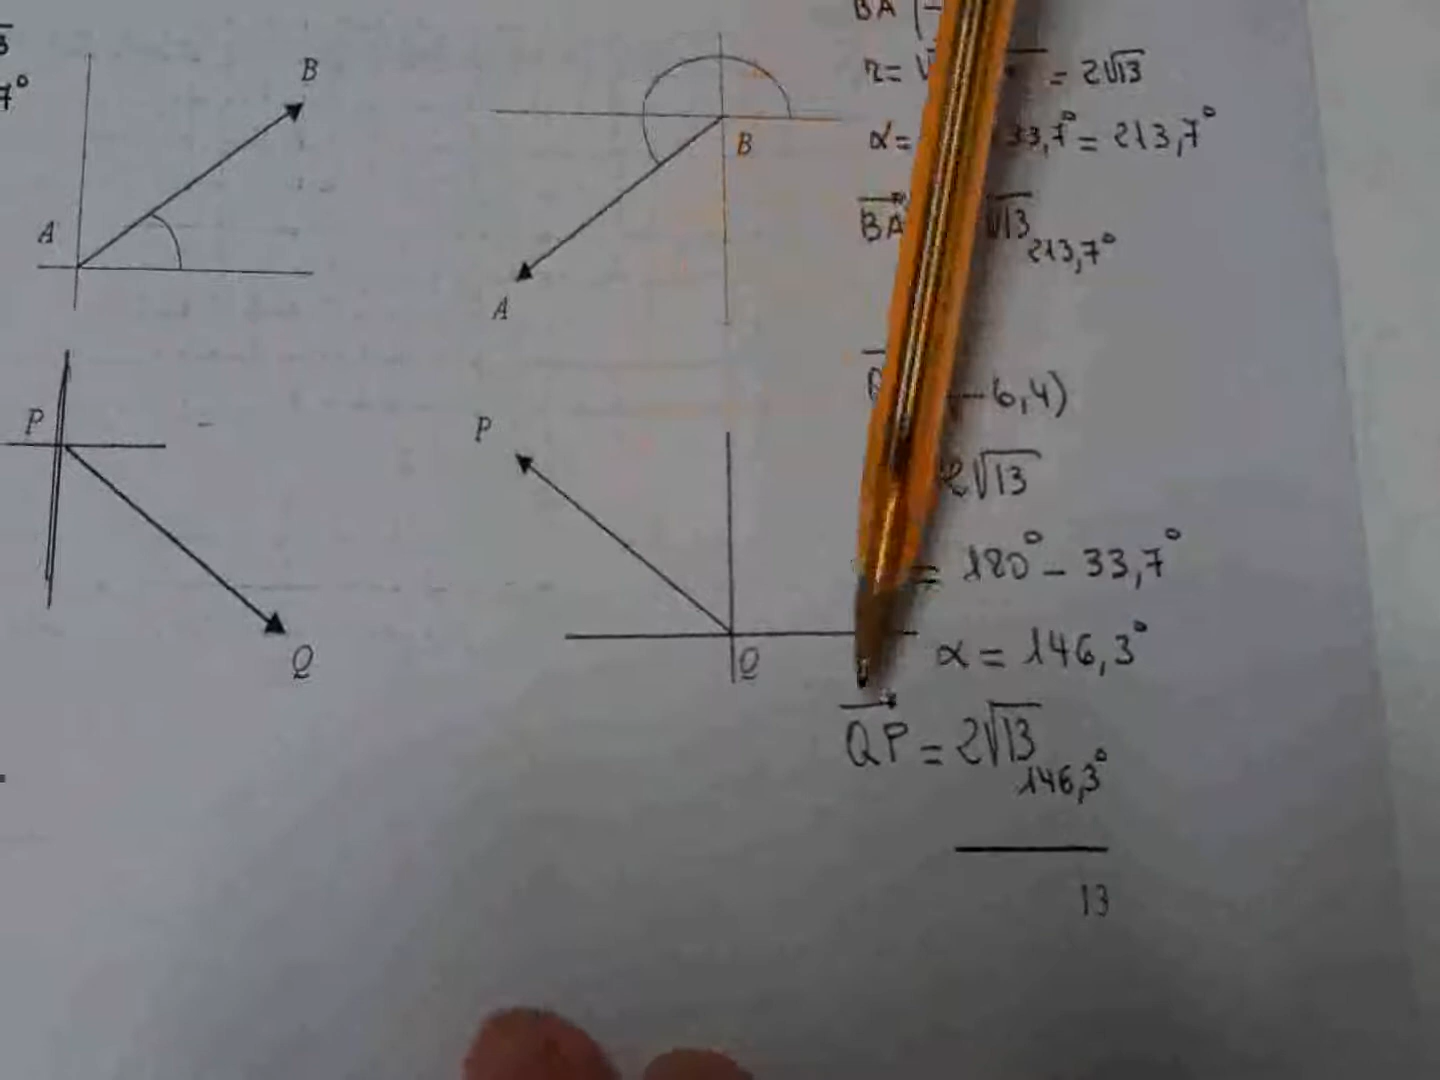 B
BA
r= = 2√13
B
α= 33,7° = 213,7°
A
BA √13 213,7°
A
P
P
-6,4)
2√13
= 180° - 33,7°
Q
Q
α = 146,3°
QP = 2√13 146,3°
13